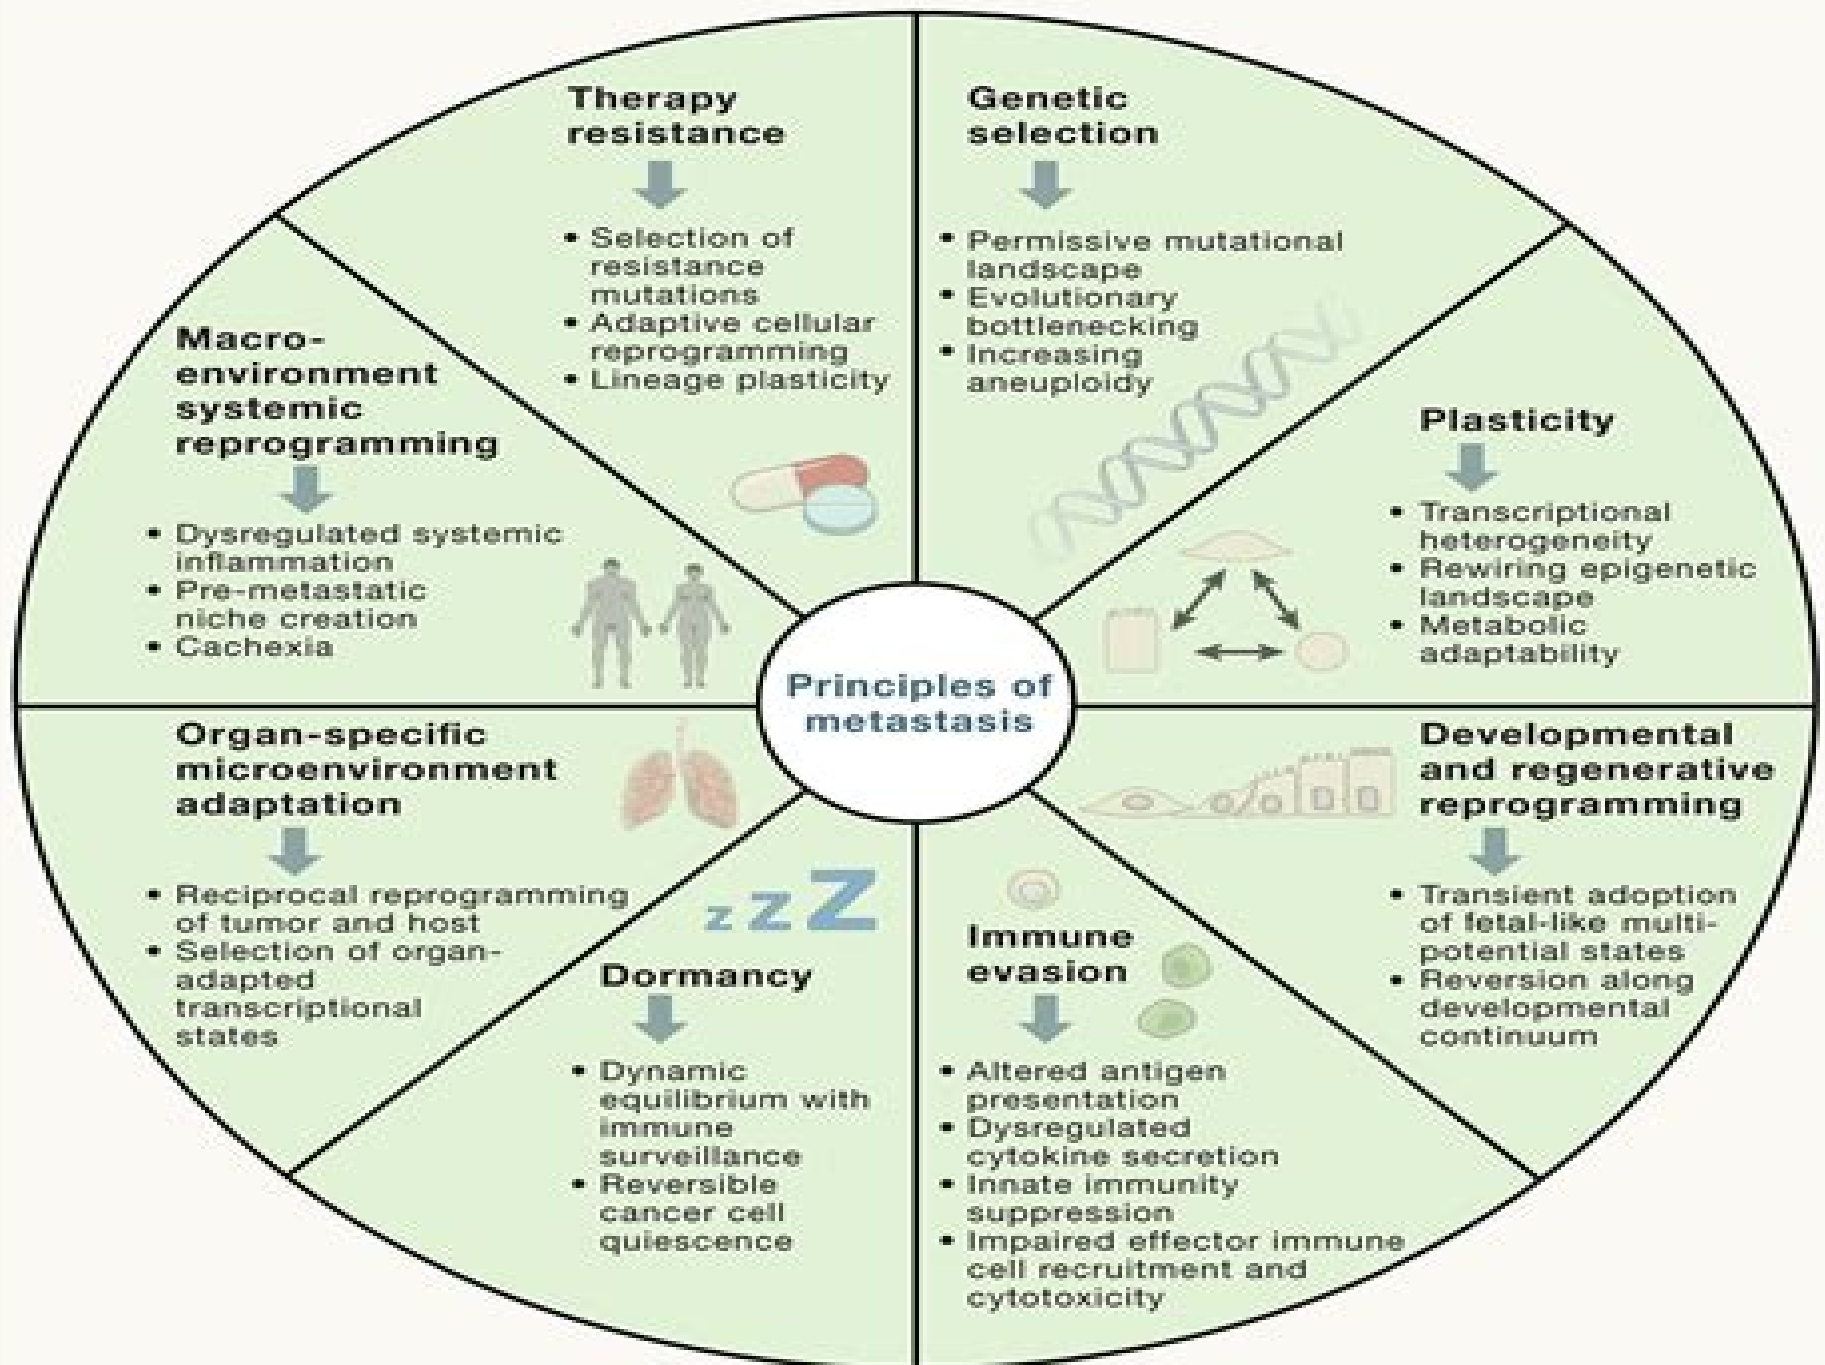 Therapy
resistance
• Selection of
resistance
mutations
• Adaptive cellular
reprogramming
• Lineage plasticity
Genetic
selection
• Permissive mutational
landscape
• Evolutionary
bottlenecking
• Increasing
aneuploidy
Plasticity
• Transcriptional
heterogeneity
• Rewiring epigenetic
landscape
• Metabolic
adaptability
Developmental
and regenerative
reprogramming
• Transient adoption
of fetal-like multi-
potential states
• Reversion along
developmental
continuum
Immune
evasion
• Altered antigen
presentation
• Dysregulated
cytokine secretion
• Innate immunity
suppression
• Impaired effector immune
cell recruitment and
cytotoxicity
z z Z
Dormancy
• Dynamic
equilibrium with
immune
surveillance
• Reversible
cancer cell
quiescence
Organ-specific
microenvironment
adaptation
• Reciprocal reprogramming
of tumor and host
• Selection of organ-
adapted
transcriptional
states
Macro-
environment
systemic
reprogramming
• Dysregulated systemic
inflammation
• Pre-metastatic
niche creation
• Cachexia
Principles of
metastasis